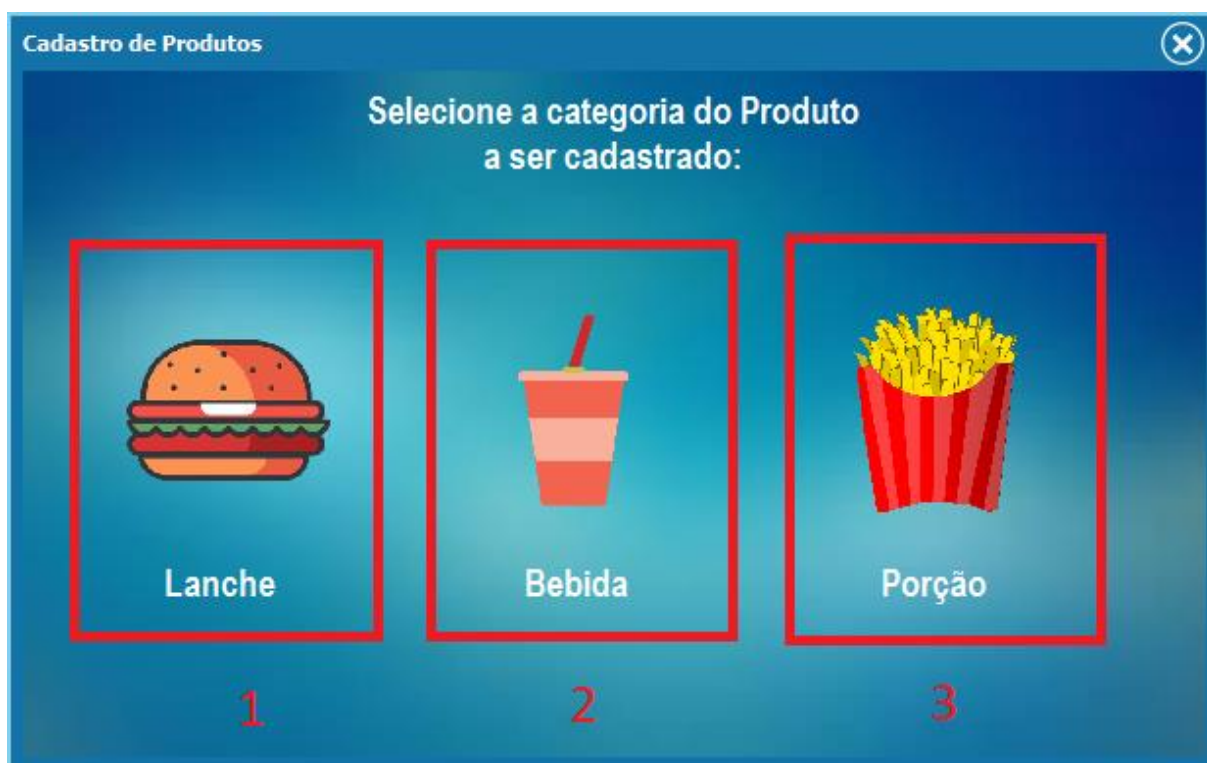 Cadastro de Produtos
Selecione a categoria do Produto
a ser cadastrado:
Lanche
Bebida
Porção
1
2
3